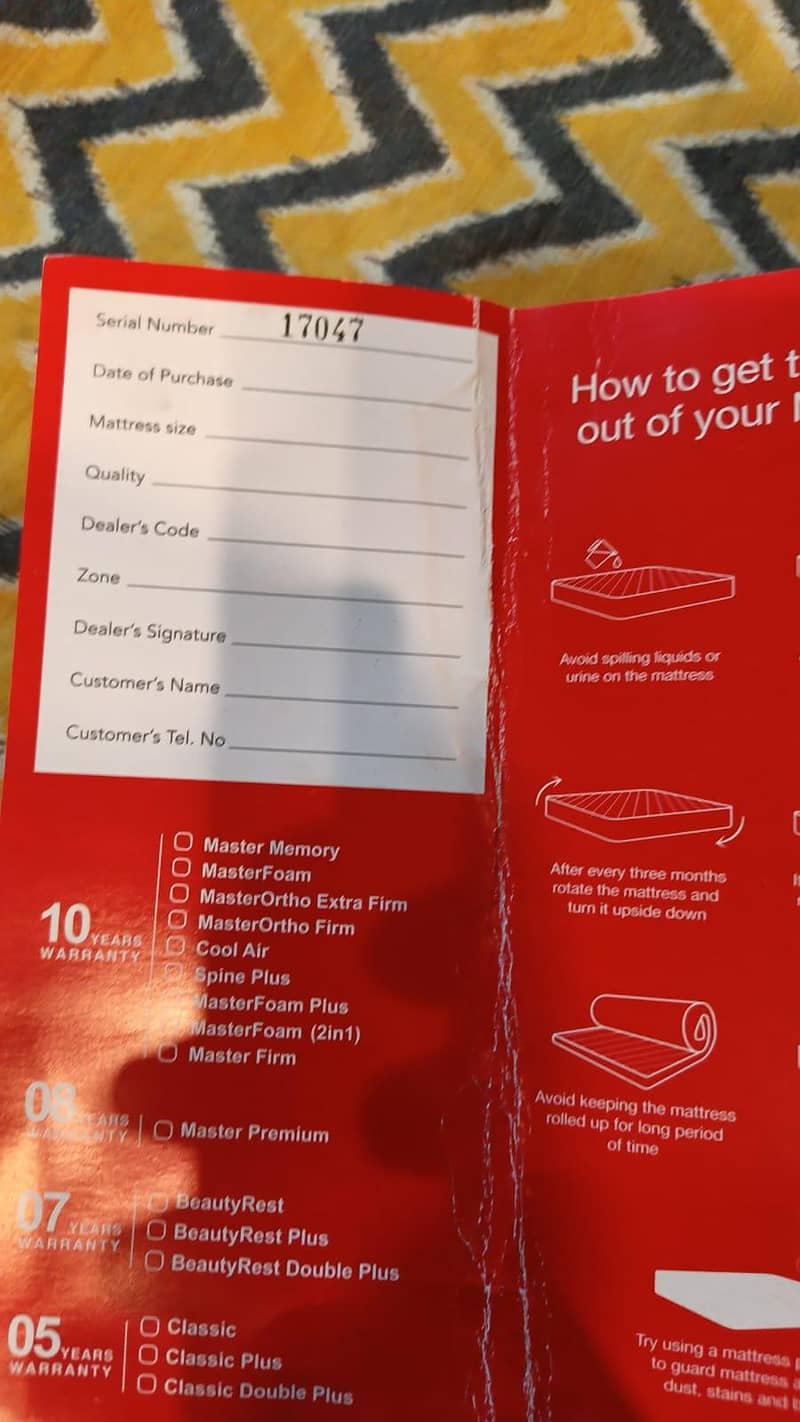 Serial Number 17047
Date of Purchase
Mattress size
Quality
Dealer's Code
Zone
Dealer's Signature
Customer's Name
Customer's Tel. No
10 YEARS
WARRANTY
Master Memory
MasterFoam
MasterOrtho Extra Firm
MasterOrtho Firm
Cool Air
Spine Plus
MasterFoam Plus
MasterFoam (2in1)
Master Firm
08 YEARS
WARRANTY
Master Premium
07 YEARS
WARRANTY
BeautyRest
BeautyRest Plus
BeautyRest Double Plus
05 YEARS
WARRANTY
Classic
Classic Plus
Classic Double Plus
How to get
out of your
Avoid spilling liquids or
urine on the mattress
After every three months
rotate the mattress and
turn it upside down
Avoid keeping the mattress
rolled up for long period
of time
Try using a mattress
to guard mattress
dust, stains and